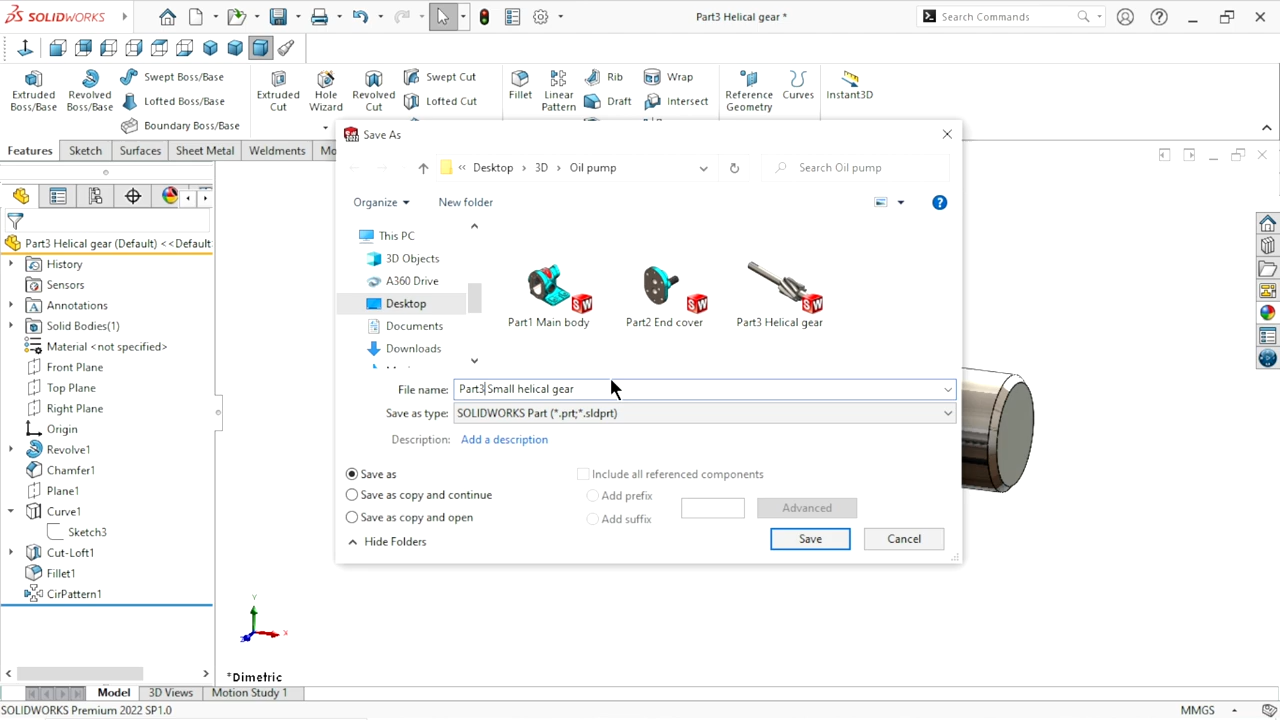 SOLIDWORKS
Part3 Helical gear *
Search Commands
Extruded
Boss/Base
Revolved
Boss/Base
Swept Boss/Base
Lofted Boss/Base
Boundary Boss/Base
Extruded
Cut
Hole
Wizard
Revolved
Cut
Swept Cut
Lofted Cut
Fillet
Linear
Pattern
Rib
Draft
Wrap
Intersect
Reference
Geometry
Curves
Instant3D
Features
Sketch
Surfaces
Sheet Metal
Weldments
Mo
Part3 Helical gear (Default) <<Default
History
Sensors
Annotations
Solid Bodies(1)
Material <not specified>
Front Plane
Top Plane
Right Plane
Origin
Revolve1
Chamfer1
Plane1
Curve1
Sketch3
Cut-Loft1
Fillet1
CirPattern1
Save As
Desktop
3D
Oil pump
Search Oil pump
Organize
New folder
This PC
3D Objects
A360 Drive
Desktop
Documents
Downloads
Part1 Main body
Part2 End cover
Part3 Helical gear
File name: Part3 Small helical gear
Save as type: SOLIDWORKS Part (*.prt;*.sldprt)
Description: Add a description
Save as
Save as copy and continue
Save as copy and open
Include all referenced components
Add prefix
Add suffix
Advanced
Hide Folders
Save
Cancel
Y
X
Z
*Dimetric
Model
3D Views
Motion Study 1
SOLIDWORKS Premium 2022 SP1.0
MMGS